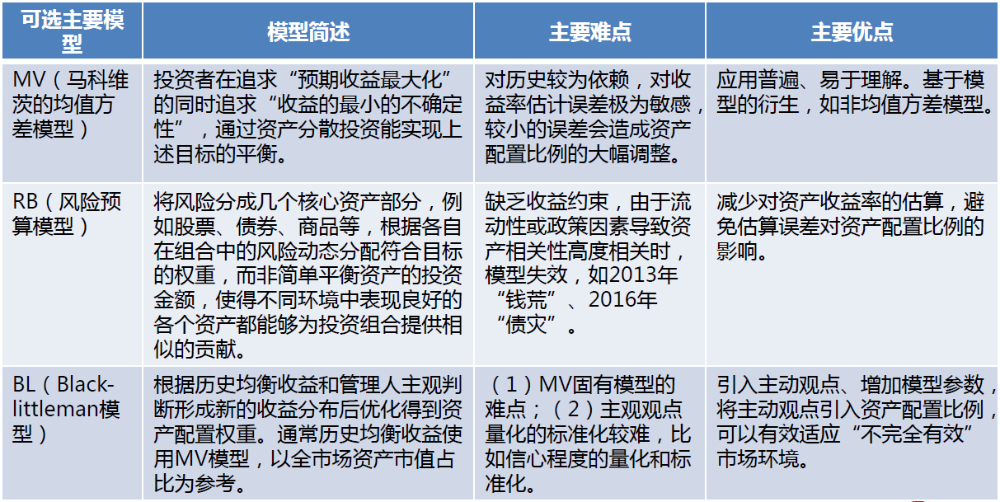 可选主要模
型
模型简述
主要难点
主要优点
MV（马科维
茨的均值方
差模型）
投资者在追求“预期收益最大化”
的同时追求“收益的最小的不确定
性”，通过资产分散投资能实现上
述目标的平衡。
对历史较为依赖，对收
益率估计误差极为敏感，
较小的误差会造成资产
配置比例的大幅调整。
应用普遍、易于理解。基于模
型的衍生，如非均值方差模型。
RB（风险预
算模型）
将风险分成几个核心资产部分，例
如股票、债券、商品等，根据各自
在组合中的风险动态分配符合目标
的权重，而非简单平衡资产的投资
金额，使得不同环境中表现良好的
各个资产都能够为投资组合提供相
似的贡献。
缺乏收益约束，由于流
动性或政策因素导致资
产相关性高度相关时，
模型失效，如2013年
“钱荒”、2016年
“债灾”。
减少对资产收益率的估算，避
免估算误差对资产配置比例的
影响。
BL（Black-
littleman模
型）
根据历史均衡收益和管理人主观判
断形成新的收益分布后优化得到资
产配置权重。通常历史均衡收益使
用MV模型，以全市场资产市值占
比为参考。
（1）MV固有模型的
难点；（2）主观观点
量化的标准化较难，比
如信心程度的量化和标
准化。
引入主动观点、增加模型参数，
将主动观点引入资产配置比例，
可以有效适应“不完全有效”
市场环境。